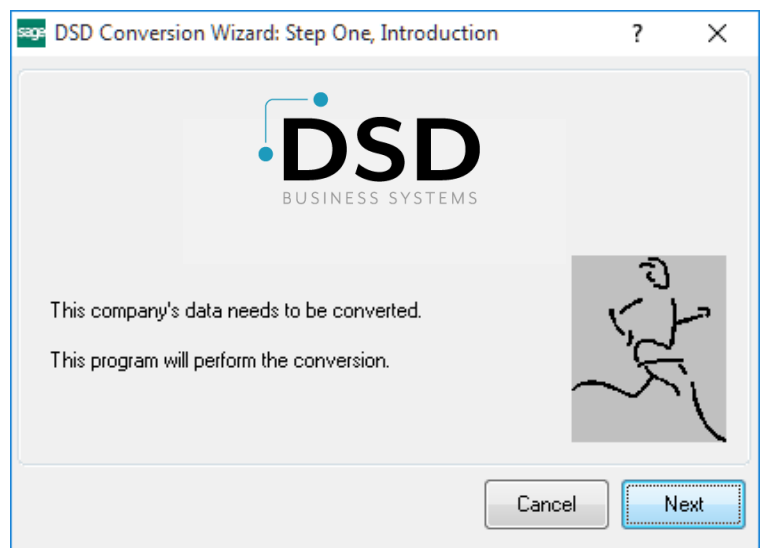 sage DSD Conversion Wizard: Step One, Introduction ? ×
DSD
BUSINESS SYSTEMS
This company's data needs to be converted.
This program will perform the conversion.
Cancel Next